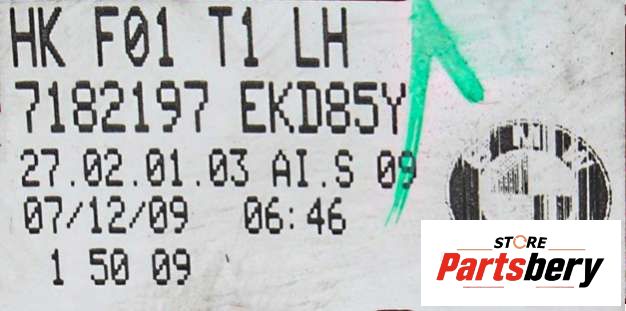 HK F01 T1 LH
7182197 EKD85Y
27.02.01.03 AI.S 09
07/12/09 06:46
1 50 09
STORE
Partsbery